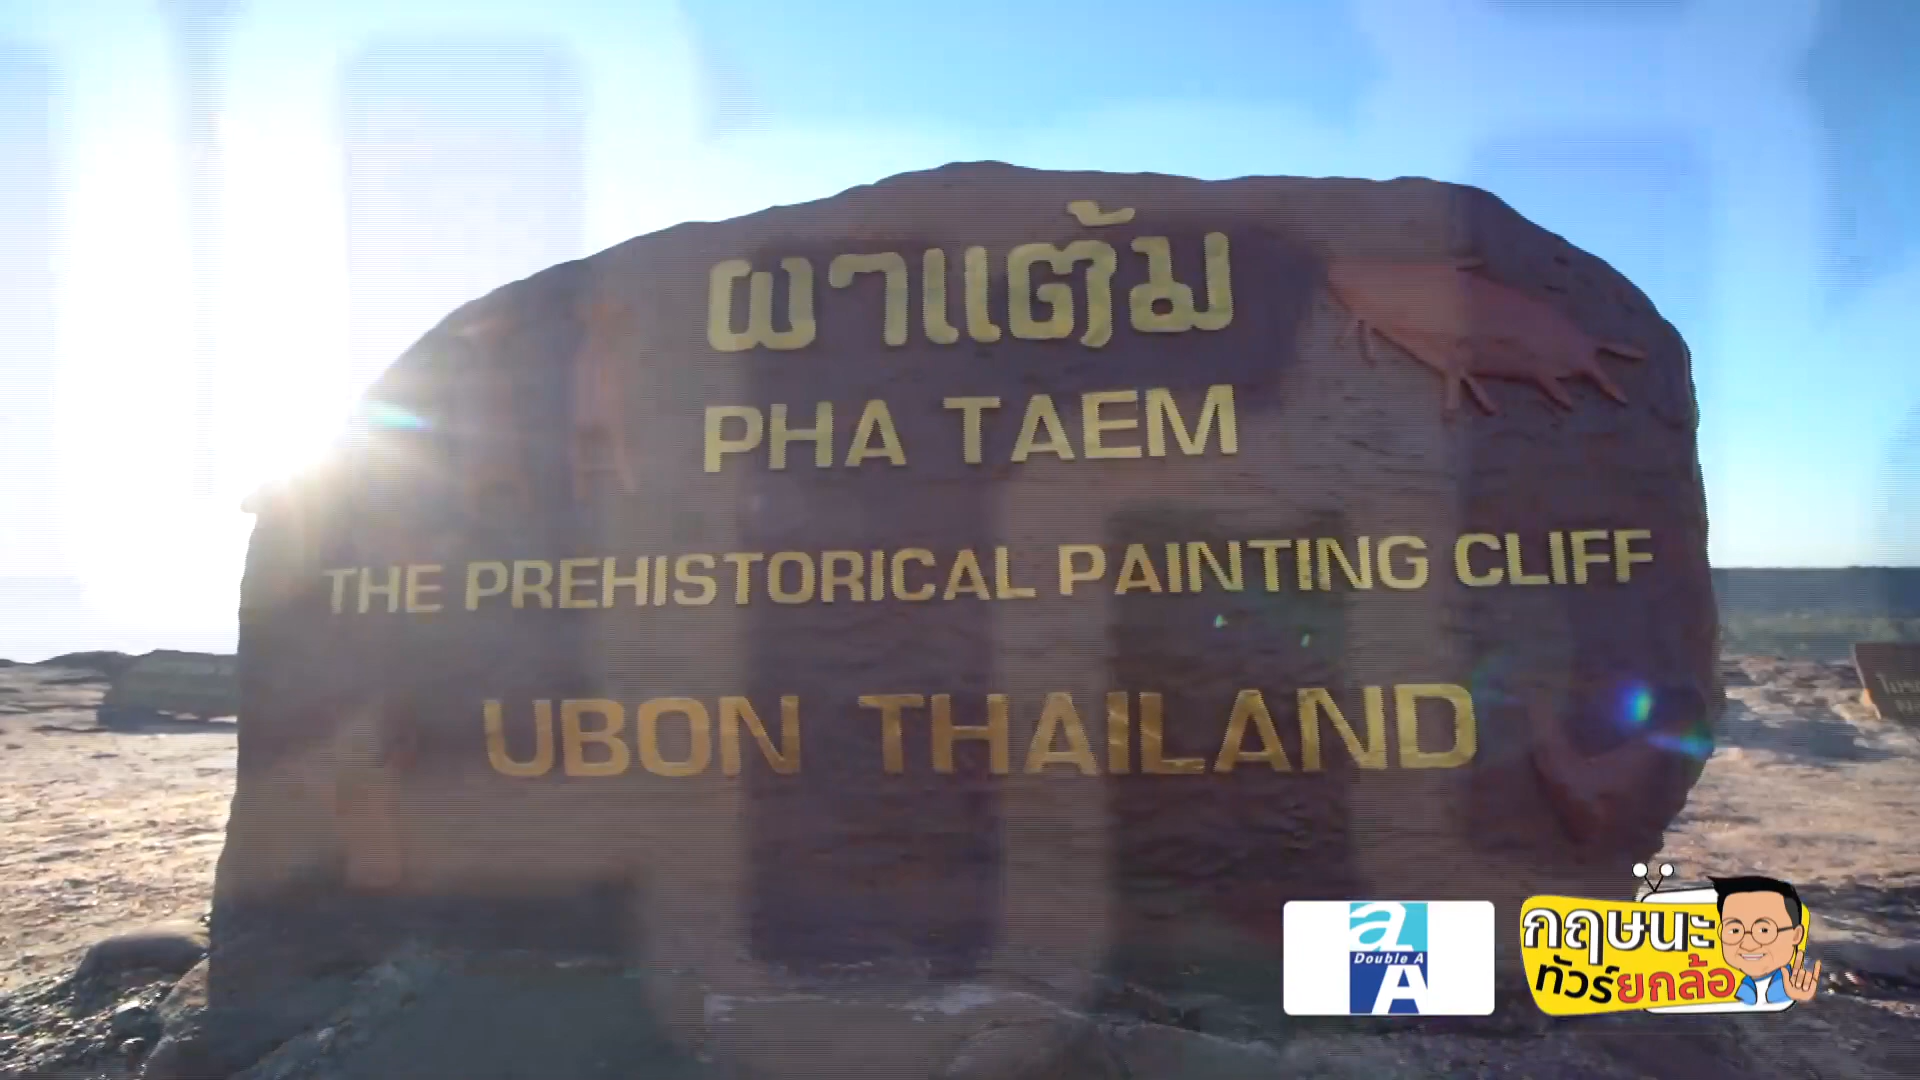 ผาแต้ม
PHA TAEM
THE PREHISTORICAL PAINTING CLIFF
UBON THAILAND
a
Double A
A
กฤษนะ
ทัวร์ยกล้อ